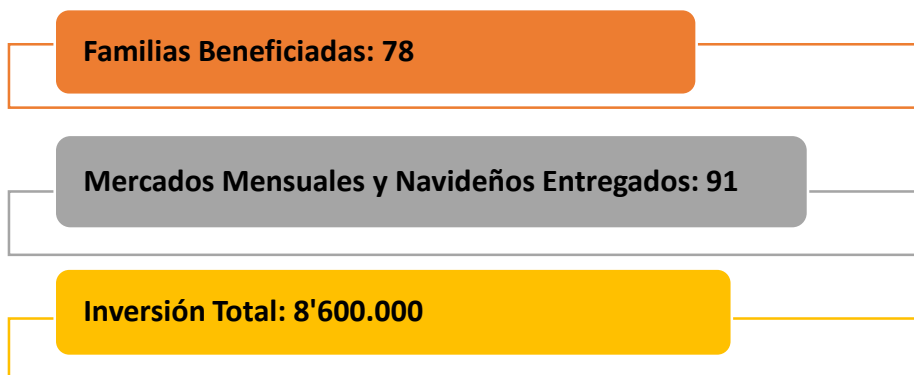 Familias Beneficiadas: 78
Mercados Mensuales y Navideños Entregados: 91
Inversión Total: 8'600.000